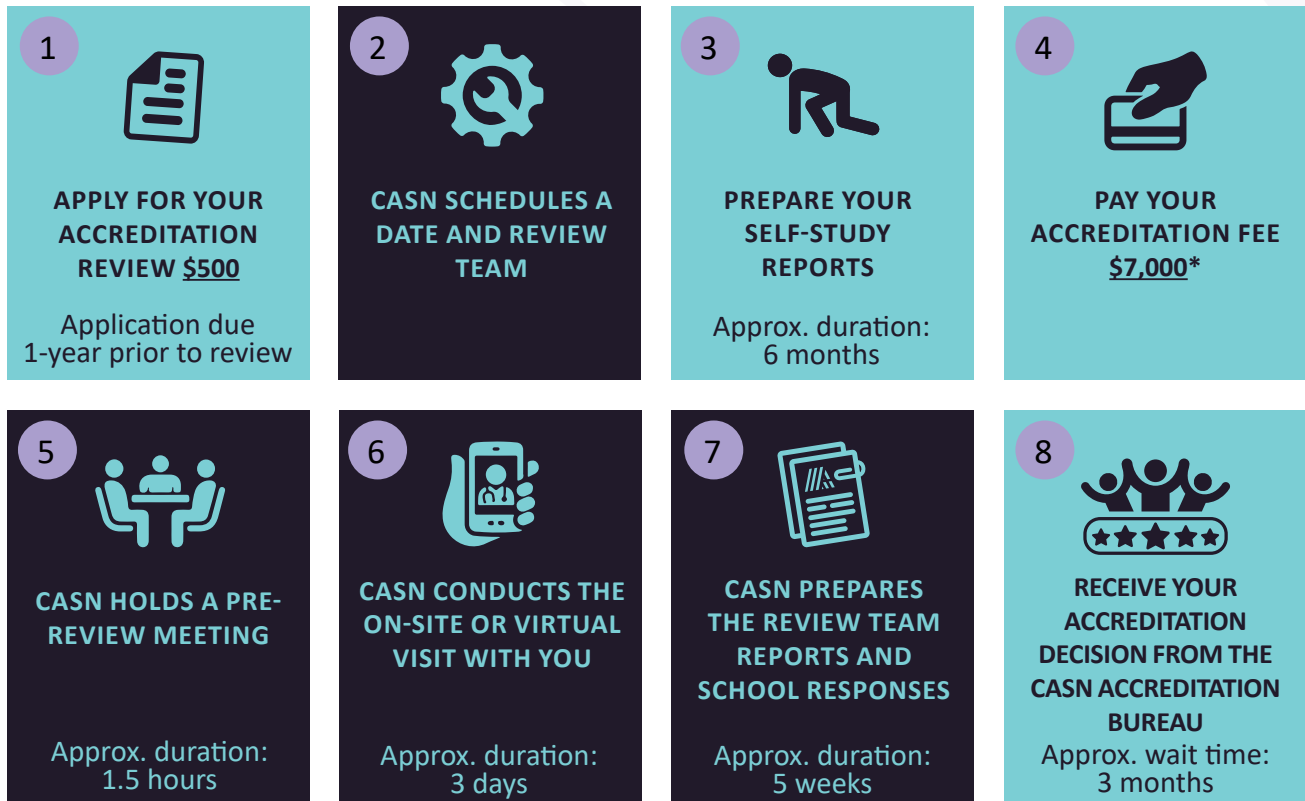 1
APPLY FOR YOUR
ACCREDITATION
REVIEW $500
Application due
1-year prior to review
2
CASN SCHEDULES A
DATE AND REVIEW
TEAM
3
PREPARE YOUR
SELF-STUDY
REPORTS
Approx. duration:
6 months
4
PAY YOUR
ACCREDITATION FEE
$7,000*
5
CASN HOLDS A PRE-
REVIEW MEETING
Approx. duration:
1.5 hours
6
CASN CONDUCTS THE
ON-SITE OR VIRTUAL
VISIT WITH YOU
Approx. duration:
3 days
7
CASN PREPARES
THE REVIEW TEAM
REPORTS AND
SCHOOL RESPONSES
Approx. duration:
5 weeks
8
RECEIVE YOUR
ACCREDITATION
DECISION FROM THE
CASN ACCREDITATION
BUREAU
Approx. wait time:
3 months